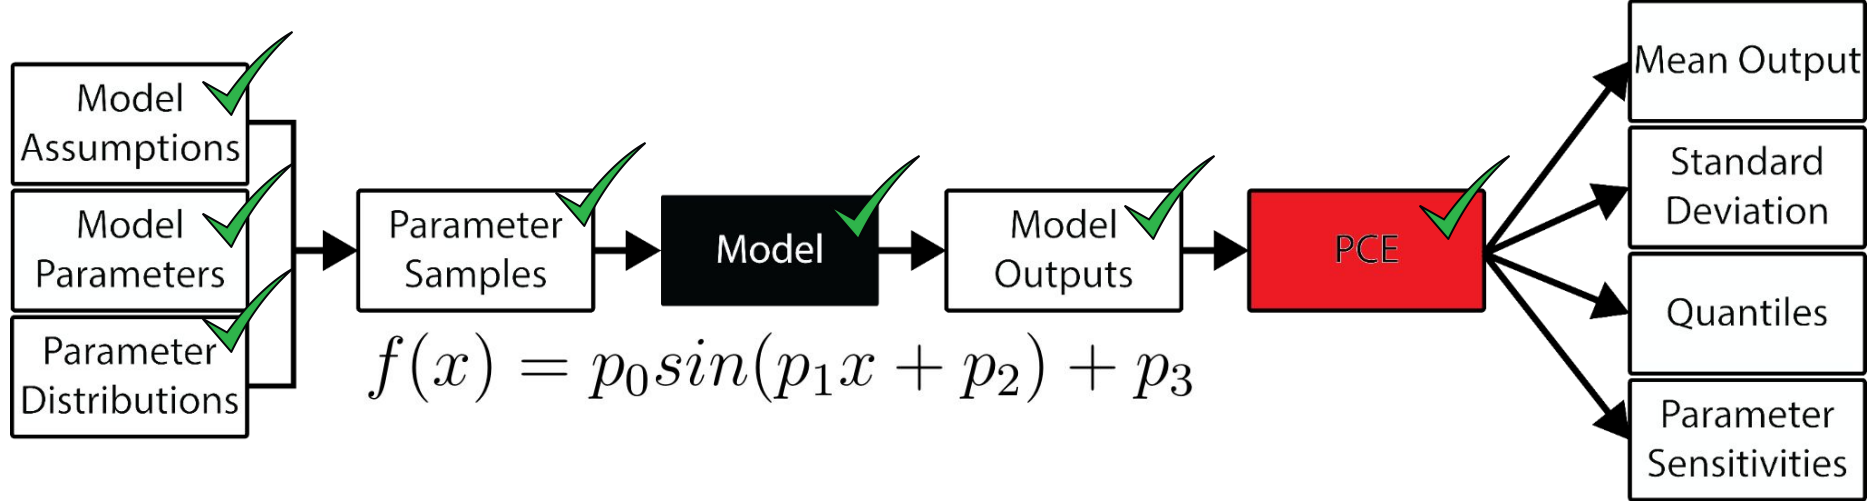 Model
Assumptions
Model
Parameters
Parameter
Distributions
Parameter
Samples
Model
Model
Outputs
PCE
f(x) = p₀sin(p₁x + p₂) + p₃
Mean Output
Standard
Deviation
Quantiles
Parameter
Sensitivities